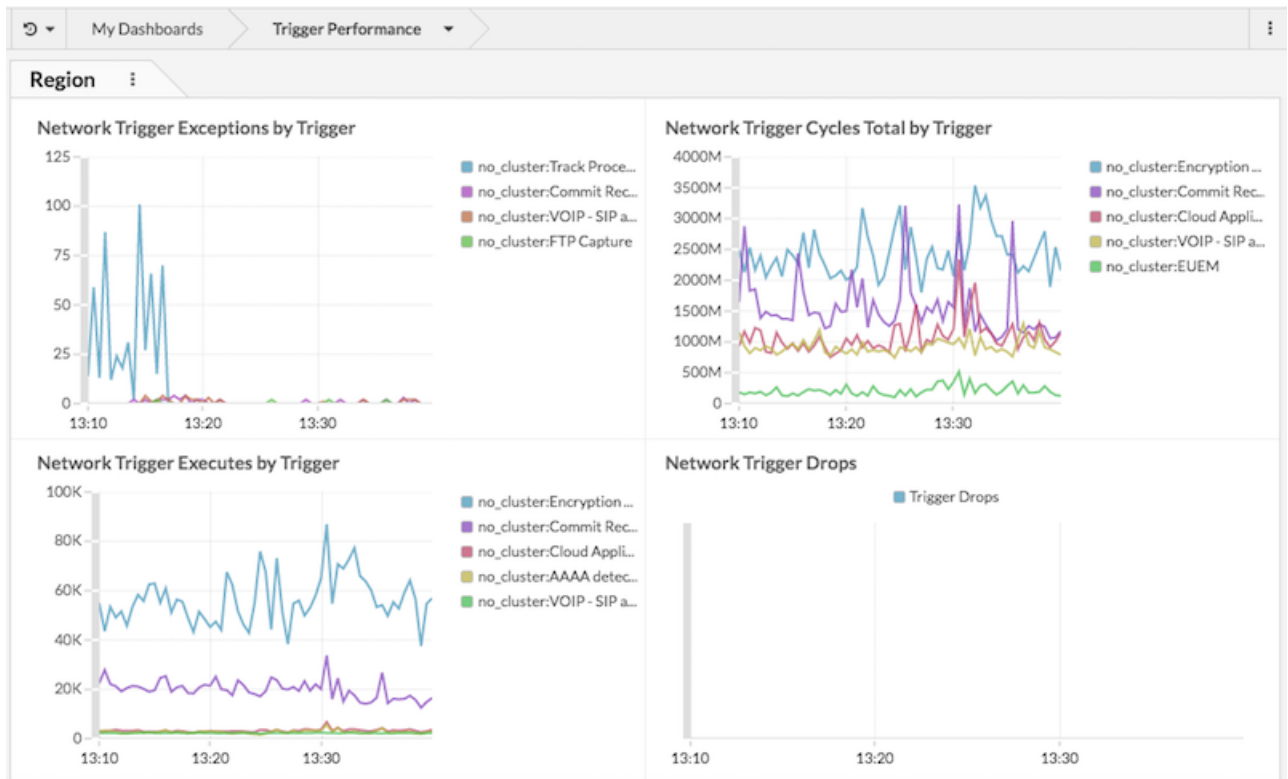 My Dashboards
Trigger Performance
Region
Network Trigger Exceptions by Trigger
125
100
75
50
25
0
13:10 13:20 13:30
no_cluster:Track Proce...
no_cluster:Commit Rec...
no_cluster:VOIP - SIP a...
no_cluster:FTP Capture
Network Trigger Cycles Total by Trigger
4000M
3500M
3000M
2500M
2000M
1500M
1000M
500M
0
13:10 13:20 13:30
no_cluster:Encryption ...
no_cluster:Commit Rec...
no_cluster:Cloud Appli...
no_cluster:VOIP - SIP a...
no_cluster:EUEM
Network Trigger Executes by Trigger
100K
80K
60K
40K
20K
0
13:10 13:20 13:30
no_cluster:Encryption ...
no_cluster:Commit Rec...
no_cluster:Cloud Appli...
no_cluster:AAAA detec...
no_cluster:VOIP - SIP a...
Network Trigger Drops
Trigger Drops
13:10 13:20 13:30